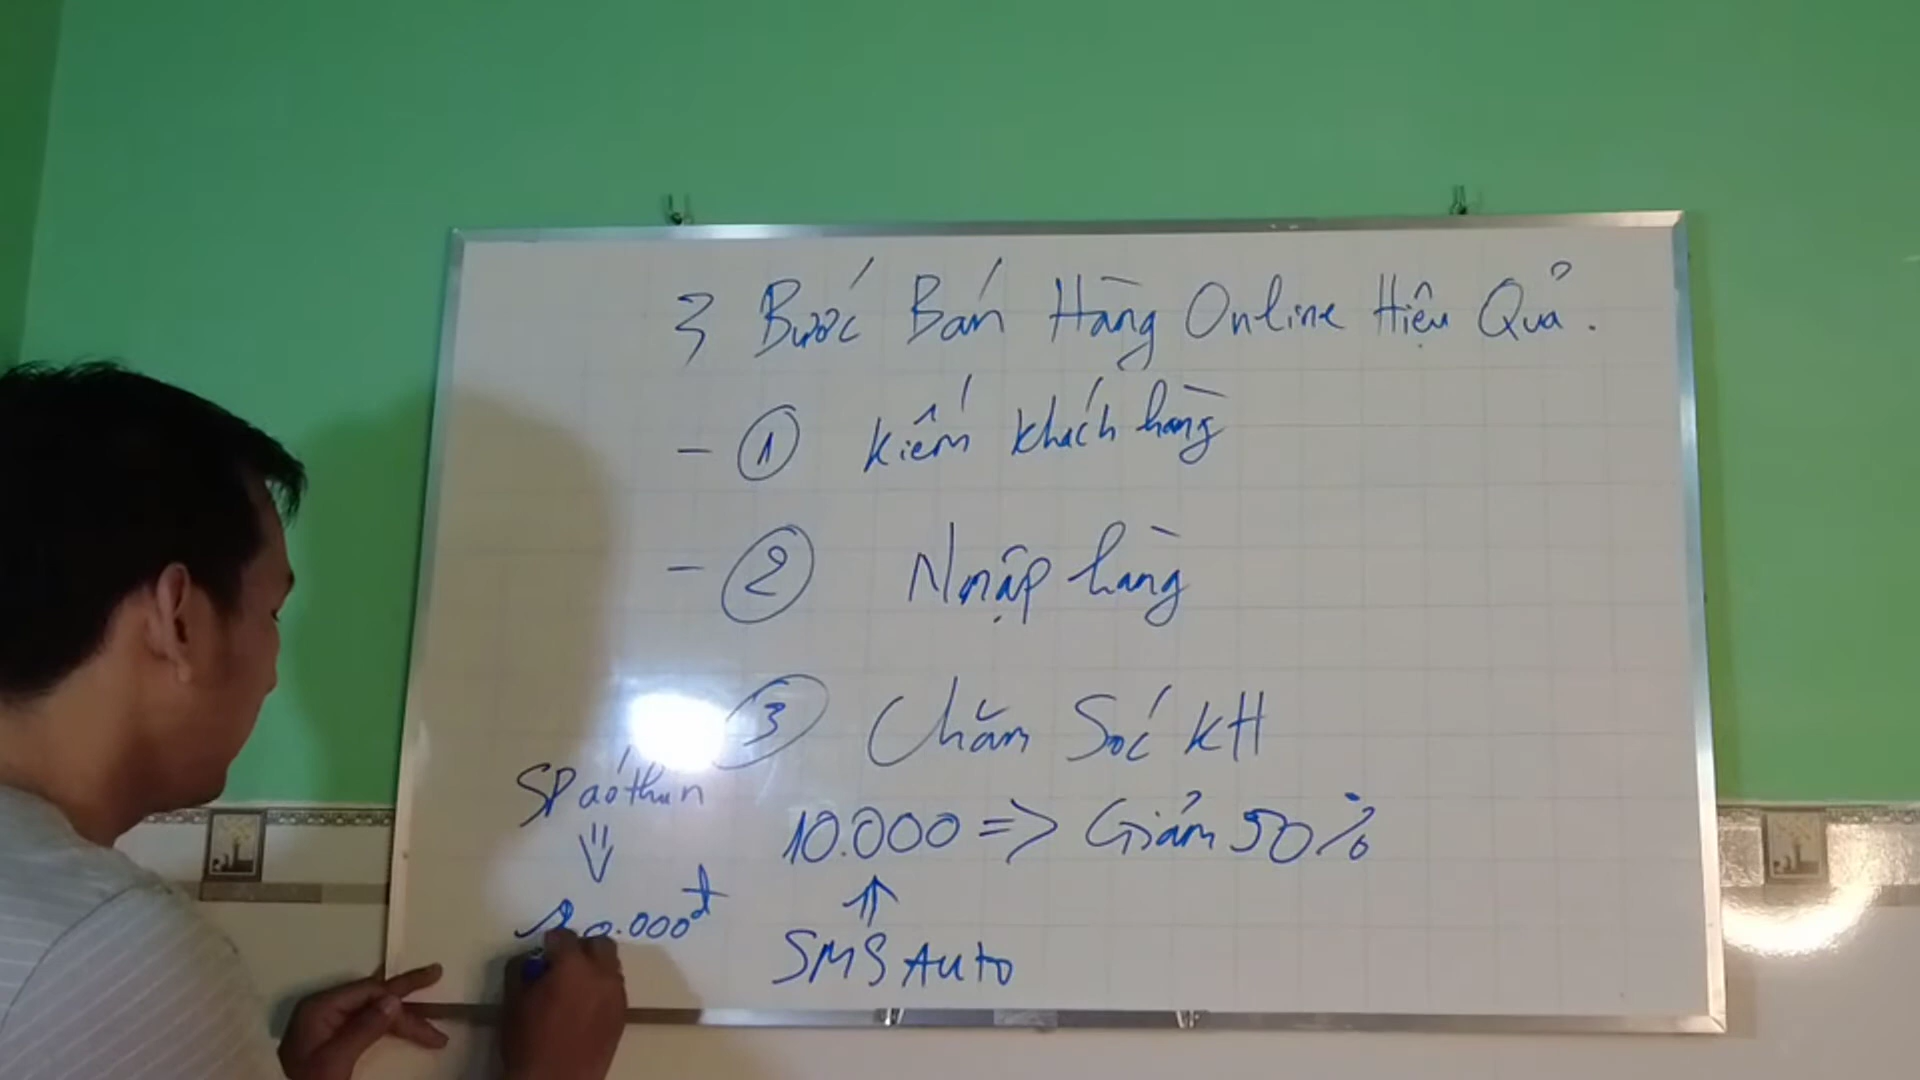 3 Bước Bán Hàng Online Hiệu Quả.
- 1 Kiếm khách hàng
- 2 Nhập hàng
3 Chăm Sóc KH
SP áo thun
10.000 => Giảm 50%
0.000đ
SMS Auto